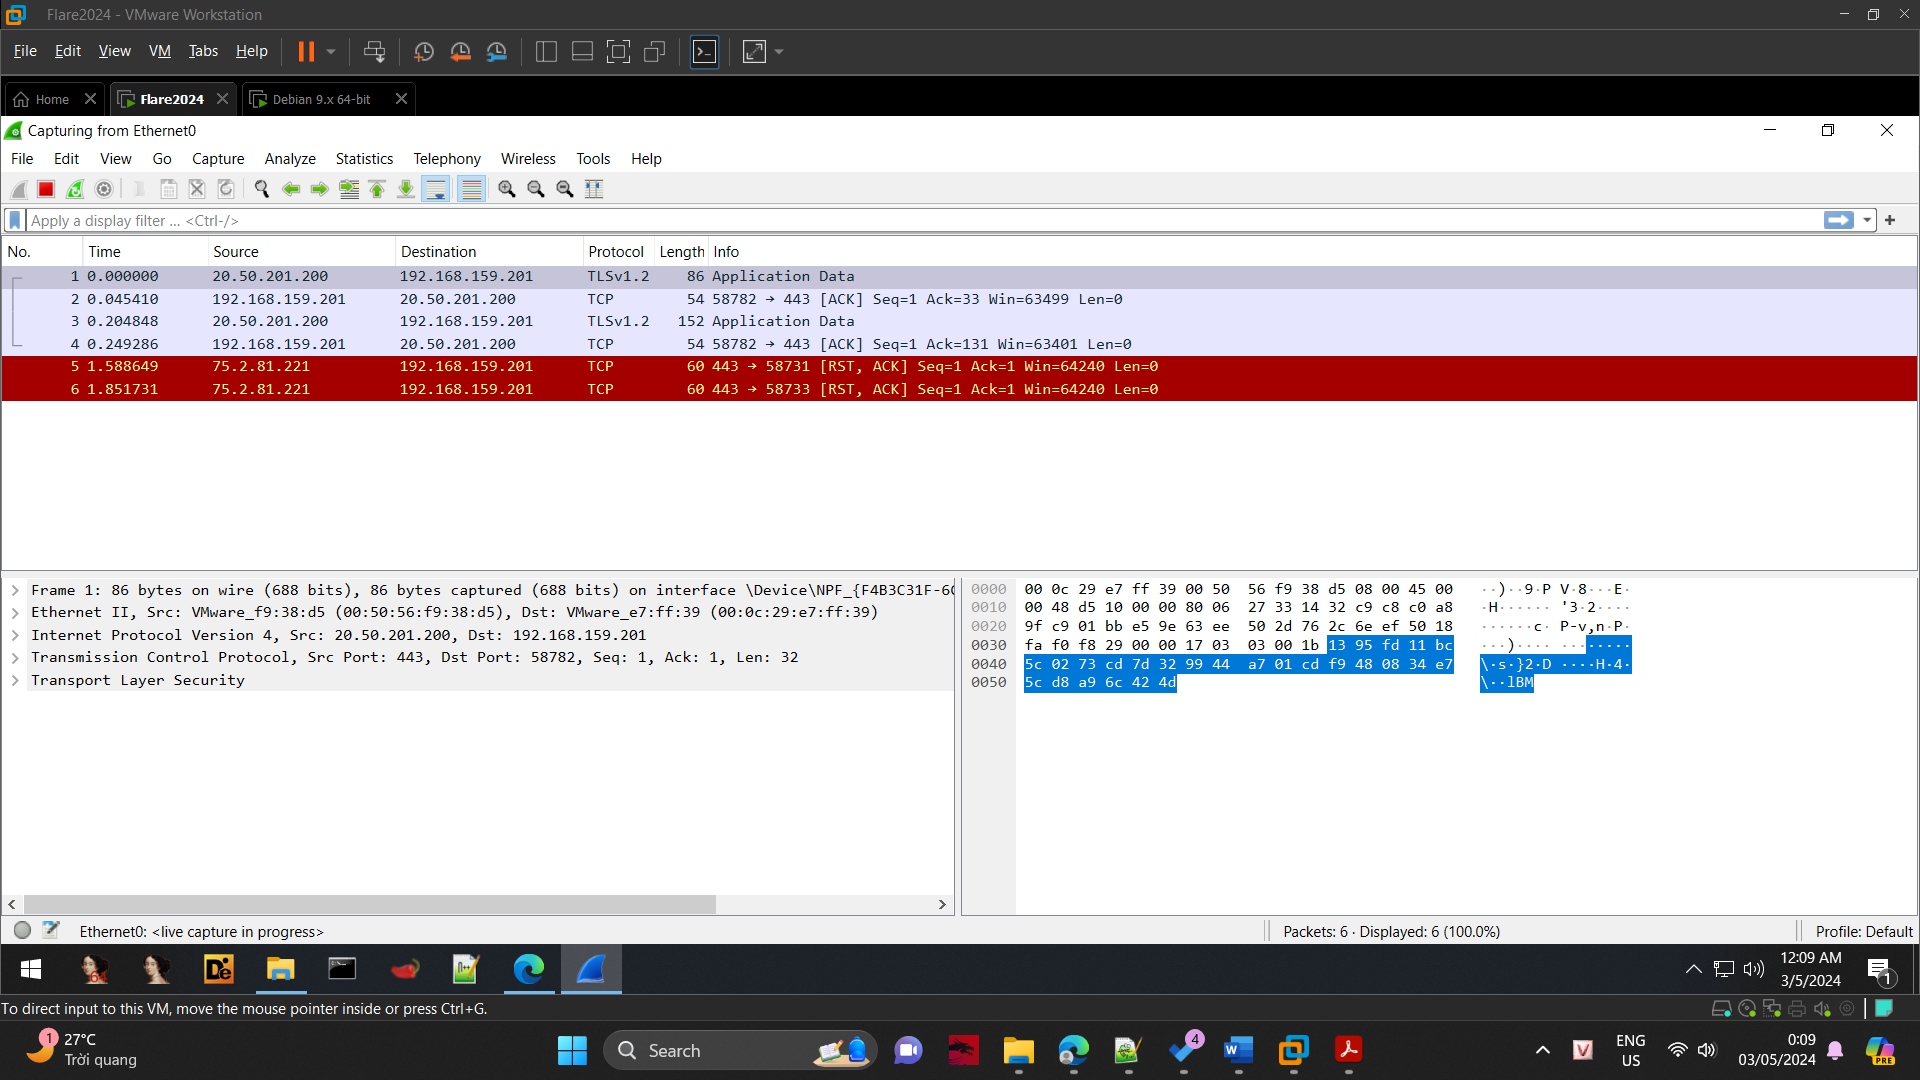 Flare2024 - VMware Workstation
File Edit View VM Tabs Help
Home Flare2024 Debian 9.x 64-bit
Capturing from Ethernet0
File Edit View Go Capture Analyze Statistics Telephony Wireless Tools Help
Apply a display filter ... <Ctrl-/>
No. Time Source Destination Protocol Length Info
1 0.000000 20.50.201.200 192.168.159.201 TLSv1.2 86 Application Data
2 0.045410 192.168.159.201 20.50.201.200 TCP 54 58782 → 443 [ACK] Seq=1 Ack=33 Win=63499 Len=0
3 0.204848 20.50.201.200 192.168.159.201 TLSv1.2 152 Application Data
4 0.249286 192.168.159.201 20.50.201.200 TCP 54 58782 → 443 [ACK] Seq=1 Ack=131 Win=63401 Len=0
5 1.588649 75.2.81.221 192.168.159.201 TCP 60 443 → 58731 [RST, ACK] Seq=1 Ack=1 Win=64240 Len=0
6 1.851731 75.2.81.221 192.168.159.201 TCP 60 443 → 58733 [RST, ACK] Seq=1 Ack=1 Win=64240 Len=0
Frame 1: 86 bytes on wire (688 bits), 86 bytes captured (688 bits) on interface \Device\NPF_{F4B3C31F-6
Ethernet II, Src: VMware_f9:38:d5 (00:50:56:f9:38:d5), Dst: VMware_e7:ff:39 (00:0c:29:e7:ff:39)
Internet Protocol Version 4, Src: 20.50.201.200, Dst: 192.168.159.201
Transmission Control Protocol, Src Port: 443, Dst Port: 58782, Seq: 1, Ack: 1, Len: 32
Transport Layer Security
0000 00 0c 29 e7 ff 39 00 50 56 f9 38 d5 08 00 45 00 ··)··9·P V·8···E·
0010 00 48 d5 10 00 00 80 06 27 33 14 32 c9 c8 c0 a8 ·H······ '3·2····
0020 9f c9 01 bb e5 9e 63 ee 50 2d 76 2c 6e ef 50 18 ······c· P-v,n·P·
0030 fa f0 f8 29 00 00 17 03 03 00 1b 13 95 fd 11 bc ···)···· ········
0040 5c 02 73 cd 7d 32 99 44 a7 01 cd f9 48 08 34 e7 \·s·}2·D ····H·4·
0050 5c d8 a9 6c 42 4d \··lBM
Ethernet0: <live capture in progress> Packets: 6 · Displayed: 6 (100.0%) Profile: Default
64
De
12:09 AM
3/5/2024
1
To direct input to this VM, move the mouse pointer inside or press Ctrl+G.
1
27°C
Trời quang
Search
4
ENG
US
0:09
03/05/2024
PRE